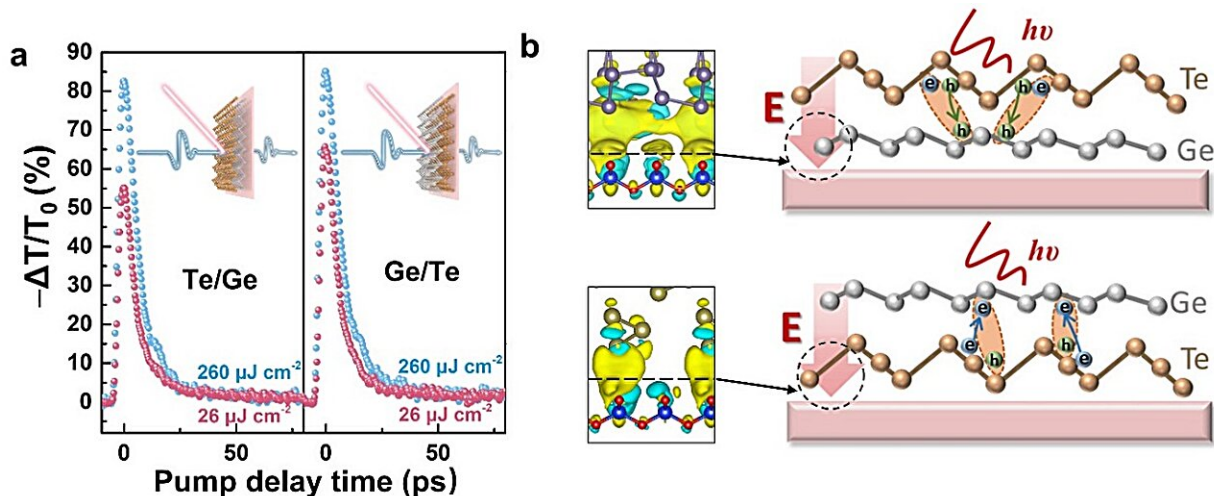 a
−ΔT/T0 (%)
90
80
70
60
50
40
30
20
10
0
Te/Ge
260 μJ cm-2
26 μJ cm-2
Ge/Te
260 μJ cm-2
26 μJ cm-2
0
50
0
50
Pump delay time (ps)
b
hυ
E
e h
h e
h
h
Te
Ge
hυ
E
e
e
e
h
h
e
Ge
Te